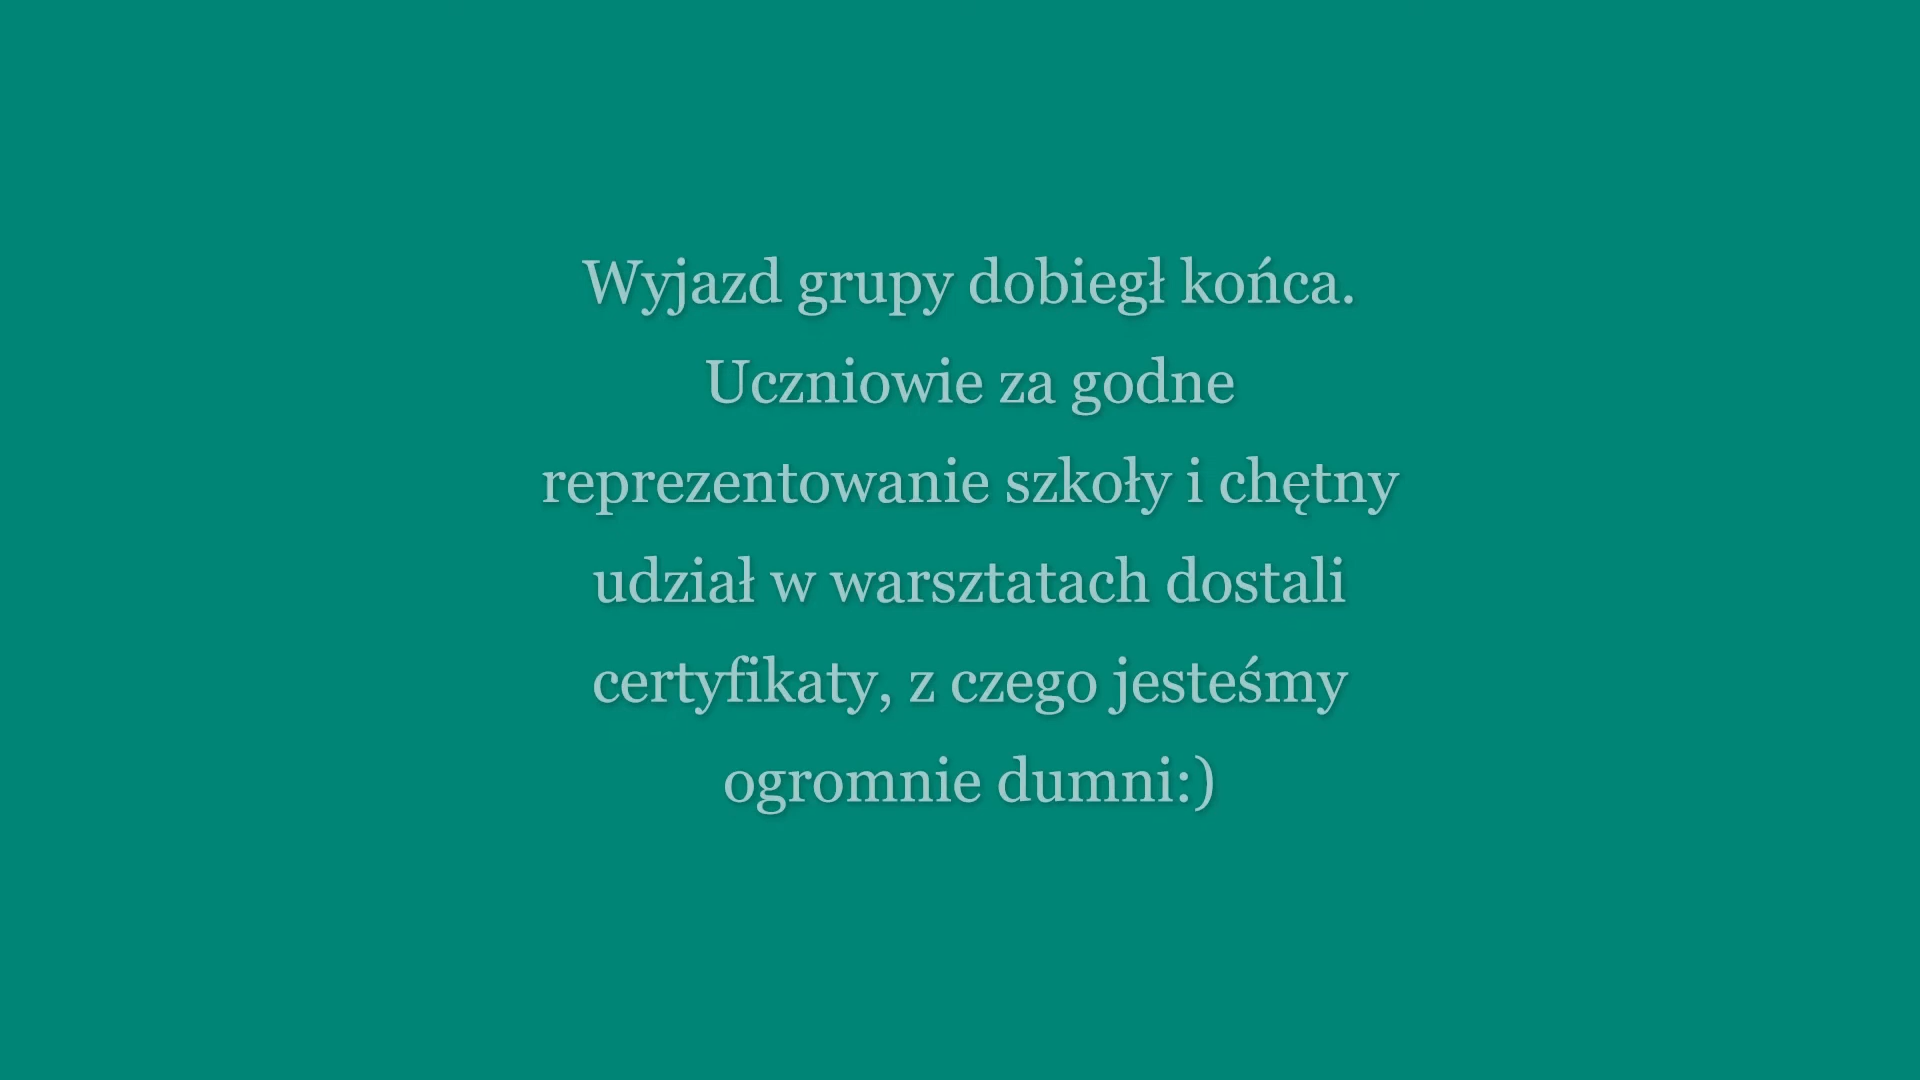 Wyjazd grupy dobiegł końca.
Uczniowie za godne
reprezentowanie szkoły i chętny
udział w warsztatach dostali
certyfikaty, z czego jesteśmy
ogromnie dumni:)